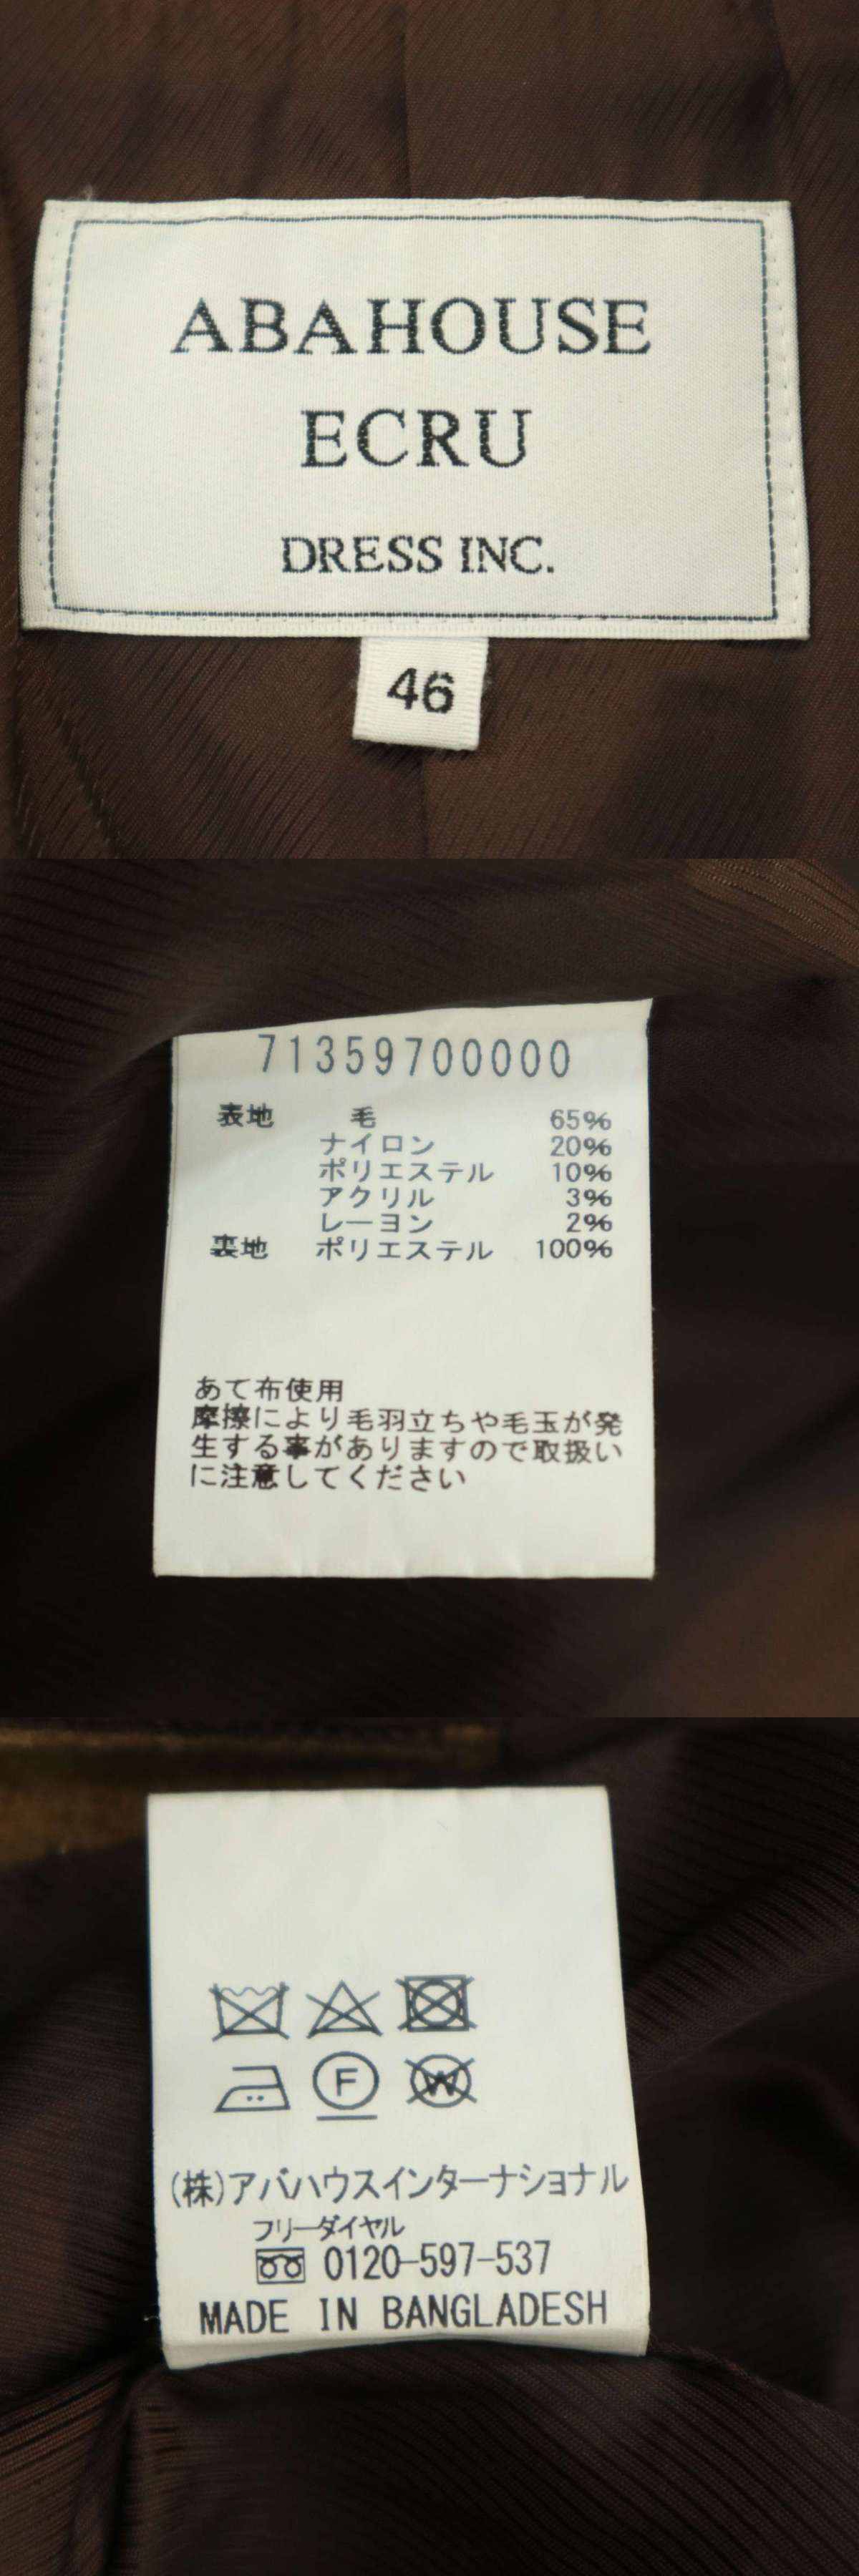 ABAHOUSE
ECRU
DRESS INC.
46
71359700000
表地 毛 65%
ナイロン 20%
ポリエステル 10%
アクリル 3%
レーヨン 2%
裏地 ポリエステル 100%
あて布使用
摩擦により毛羽立ちや毛玉が発
生する事がありますので取扱い
に注意してください
F W
(株)アバハウスインターナショナル
フリーダイヤル
0120-597-537
MADE IN BANGLADESH